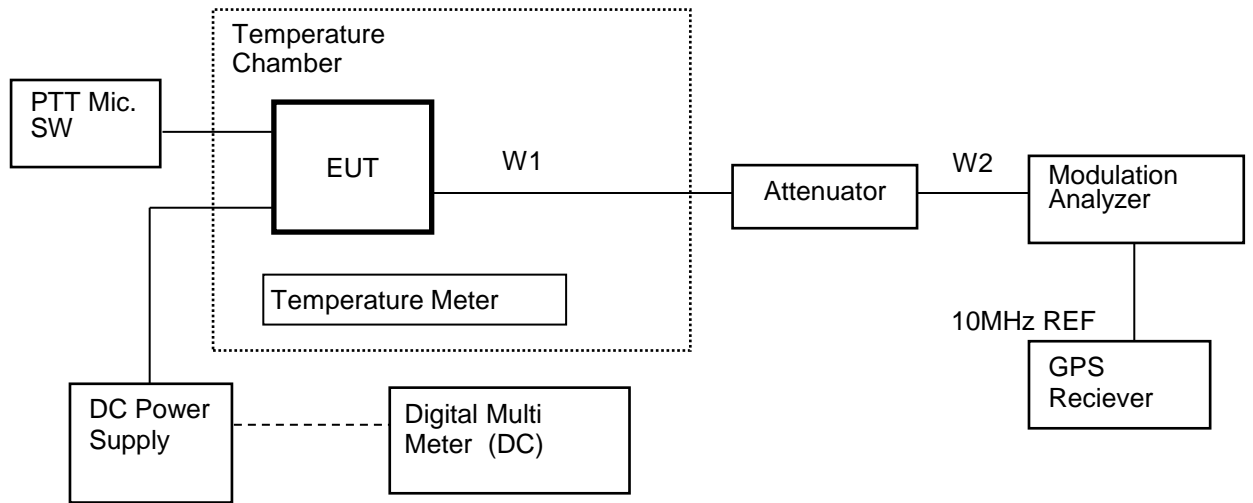 Temperature
Chamber
PTT Mic.
SW
EUT
W1
Attenuator
W2
Modulation
Analyzer
Temperature Meter
10MHz REF
GPS
Reciever
DC Power
Supply
Digital Multi
Meter (DC)